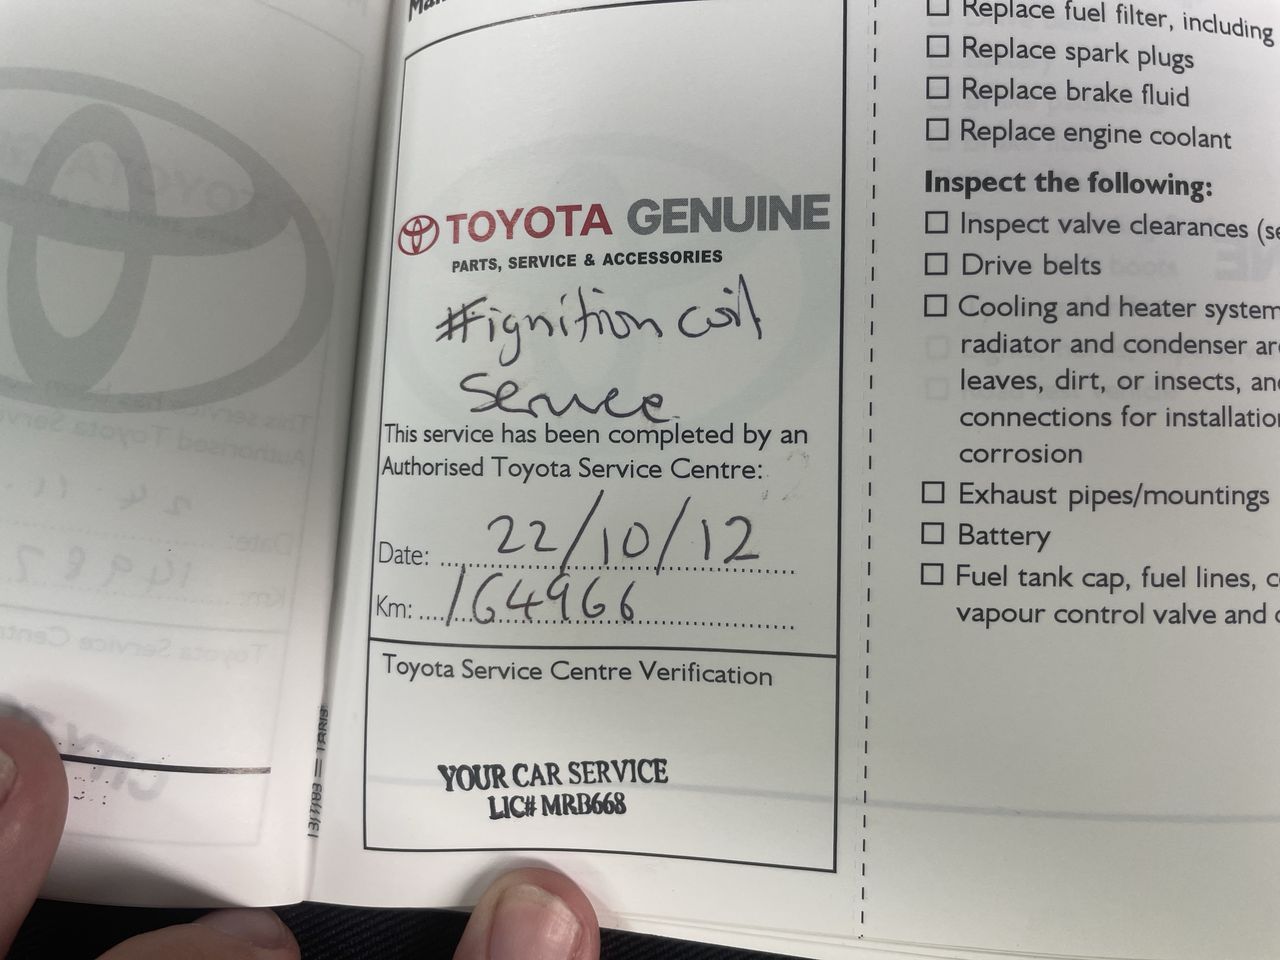 TOYOTA GENUINE
PARTS, SERVICE & ACCESSORIES
#ignition coil
Service
This service has been completed by an
Authorised Toyota Service Centre:
Date: 22/10/12
Km: 164966
Toyota Service Centre Verification
YOUR CAR SERVICE
LIC# MRB668
Replace fuel filter, including
Replace spark plugs
Replace brake fluid
Replace engine coolant
Inspect the following:
Inspect valve clearances (se
Drive belts
Cooling and heater system
radiator and condenser are
leaves, dirt, or insects, and
connections for installation
corrosion
Exhaust pipes/mountings
Battery
Fuel tank cap, fuel lines, c
vapour control valve and c